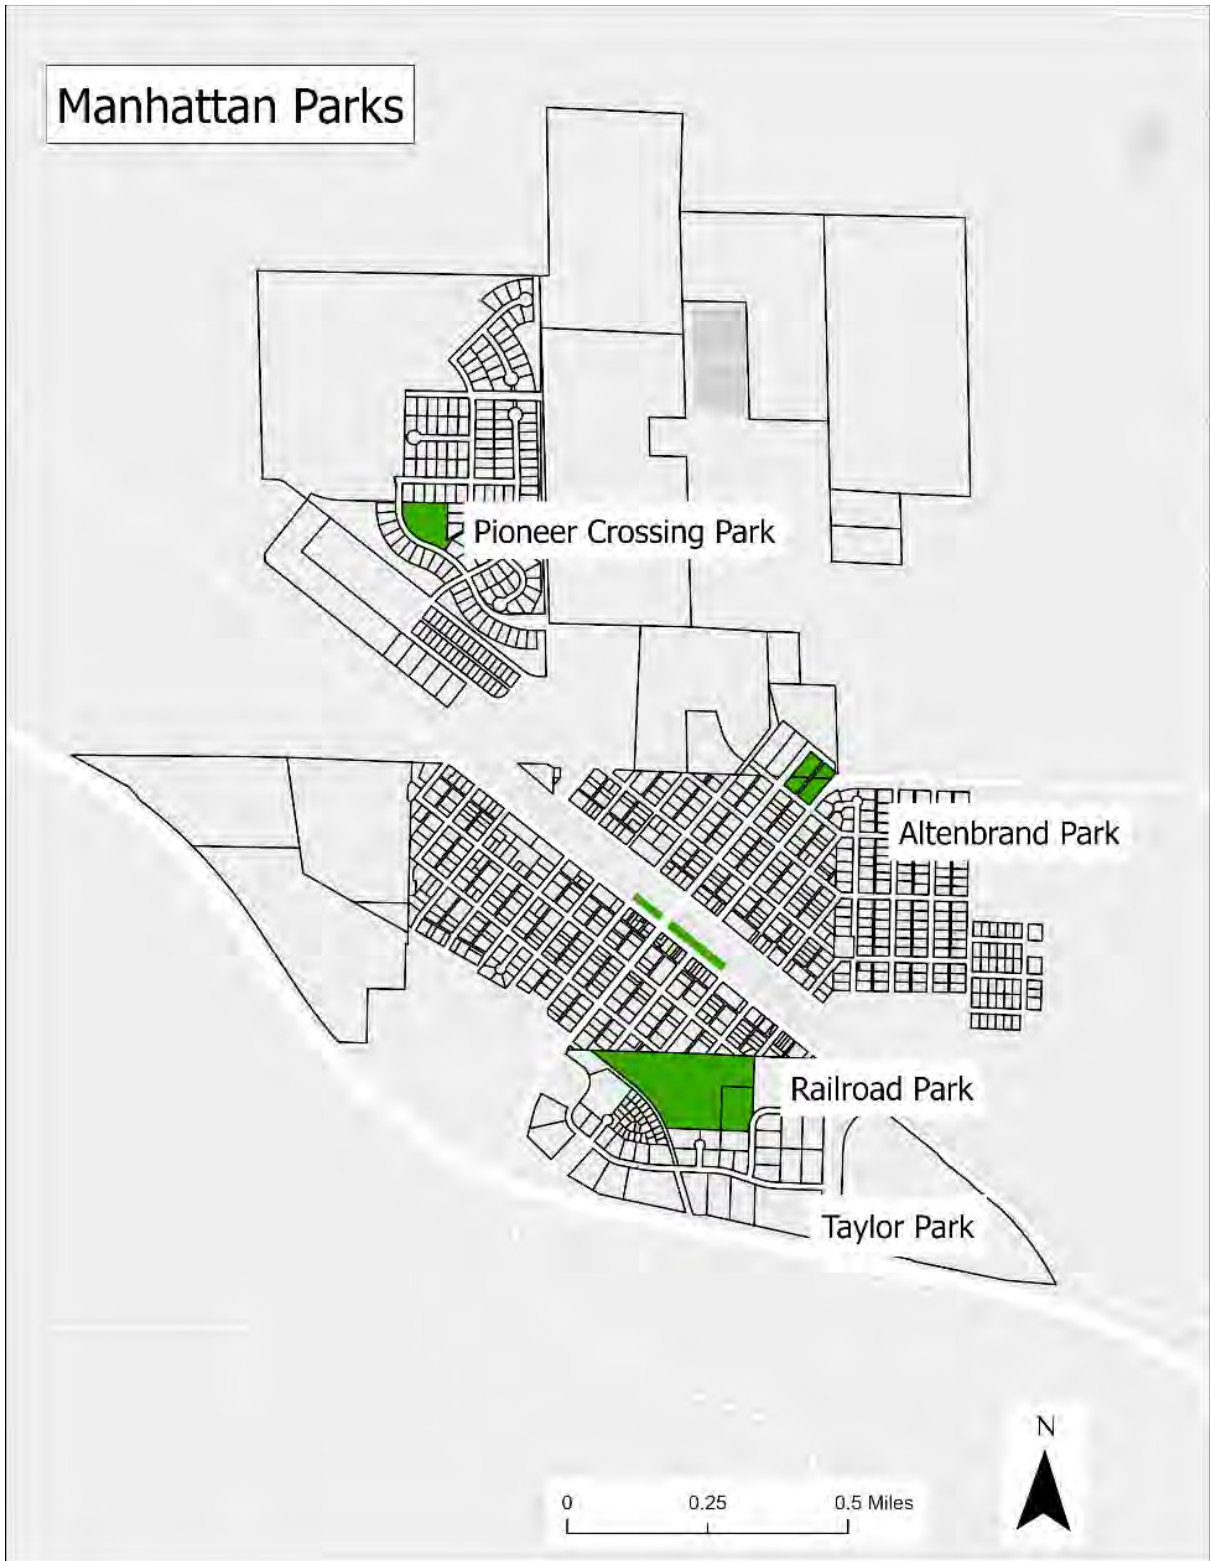 Manhattan Parks
Pioneer Crossing Park
Altenbrand Park
Railroad Park
Taylor Park
N
0 0.25 0.5 Miles